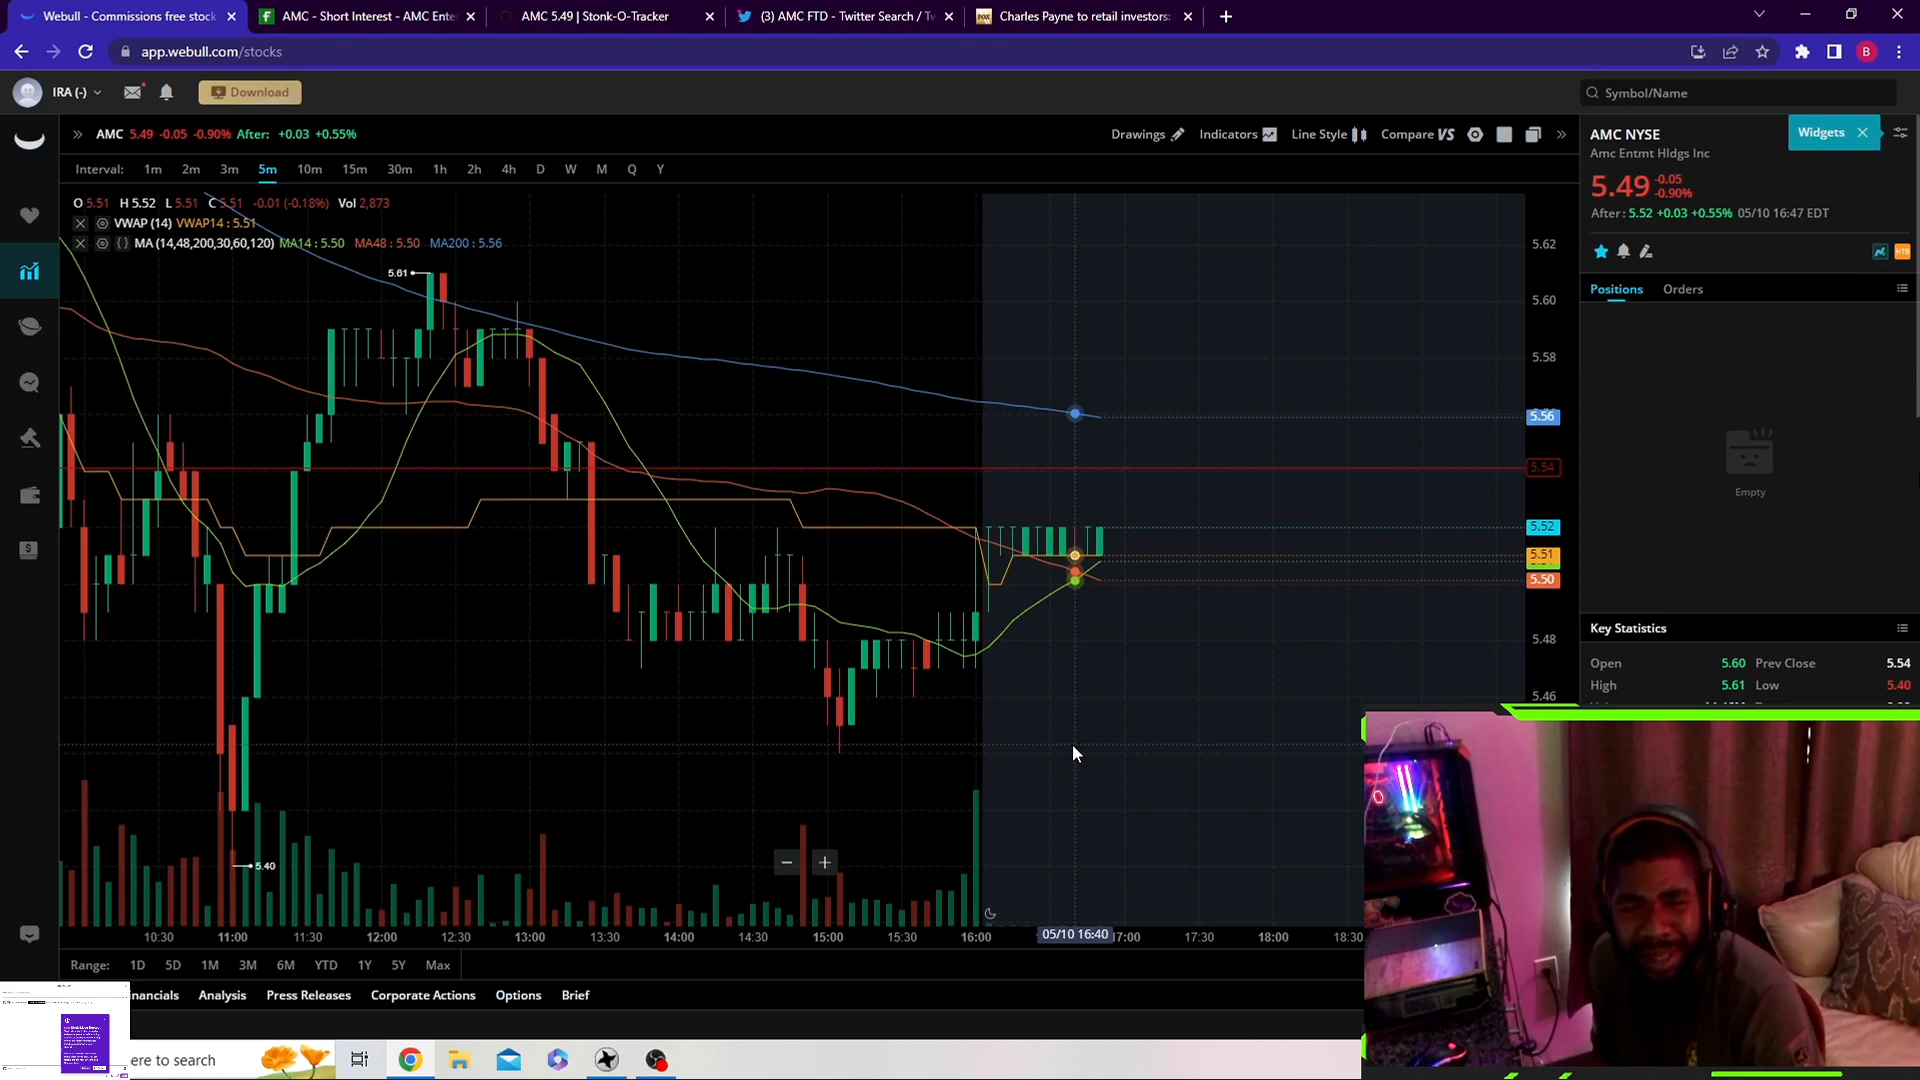 Webull - Commissions free stock
AMC - Short Interest - AMC Ente
AMC 5.49 | Stonk-O-Tracker
(3) AMC FTD - Twitter Search / Tw
Charles Payne to retail investors:
app.webull.com/stocks
B
IRA (-)
Download
Symbol/Name
AMC 5.49 -0.05 -0.90% After: +0.03 +0.55%
Drawings
Indicators
Line Style
Compare VS
AMC NYSE
Widgets
Amc Entmt Hldgs Inc
Interval: 1m 2m 3m 5m 10m 15m 30m 1h 2h 4h D W M Q Y
5.49 -0.05
-0.90%
O 5.51 H 5.52 L 5.51 C 5.51 -0.01 (-0.18%) Vol 2,873
After: 5.52 +0.03 +0.55% 05/10 16:47 EDT
VWAP (14) VWAP14 : 5.51
MA (14,48,200,30,60,120) MA14 : 5.50 MA48 : 5.50 MA200 : 5.56
5.62
HTB
5.61
Positions Orders
5.60
5.58
5.56
5.54
Empty
5.52
5.51
5.50
Key Statistics
5.48
Open 5.60 Prev Close 5.54
High 5.61 Low 5.40
5.46
5.40
10:30 11:00 11:30 12:00 12:30 13:00 13:30 14:00 14:30 15:00 15:30 16:00 05/10 16:40 17:00 17:30 18:00 18:30
Range: 1D 5D 1M 3M 6M YTD 1Y 5Y Max
inancials Analysis Press Releases Corporate Actions Options Brief
ere to search